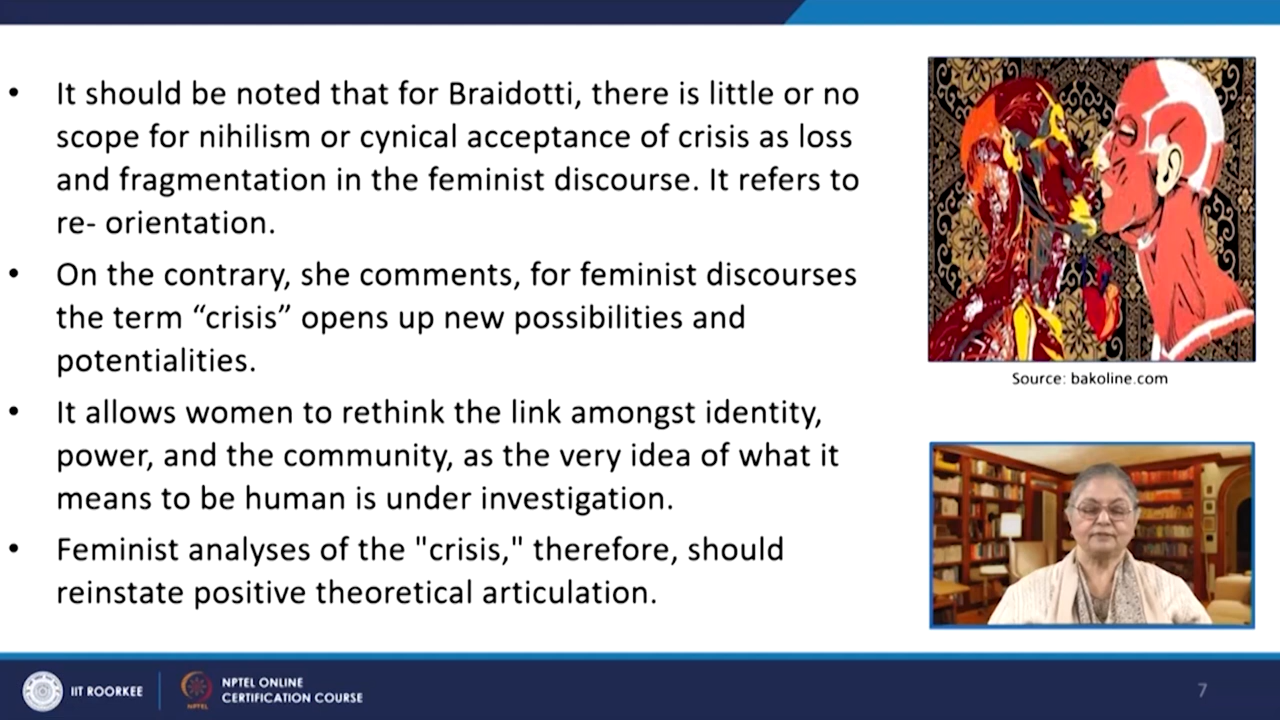 • It should be noted that for Braidotti, there is little or no
scope for nihilism or cynical acceptance of crisis as loss
and fragmentation in the feminist discourse. It refers to
re- orientation.
• On the contrary, she comments, for feminist discourses
the term “crisis” opens up new possibilities and
potentialities.
• It allows women to rethink the link amongst identity,
power, and the community, as the very idea of what it
means to be human is under investigation.
• Feminist analyses of the "crisis," therefore, should
reinstate positive theoretical articulation.
Source: bakoline.com
IIT ROORKEE
NPTEL
NPTEL ONLINE
CERTIFICATION COURSE
7